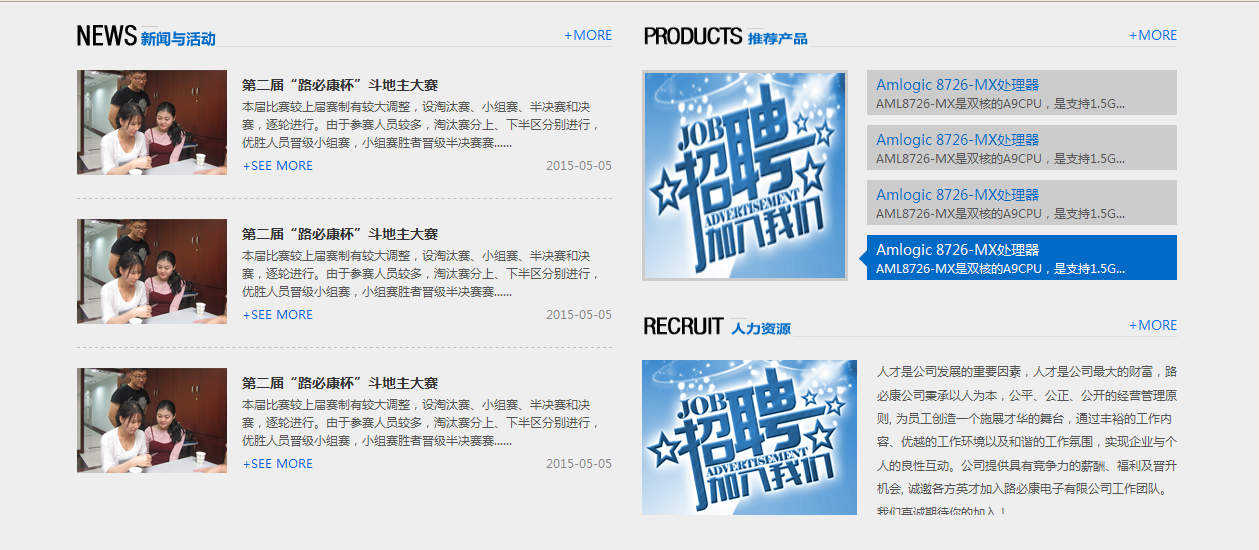 NEWS 新闻与活动
+MORE
第二届“路必康杯”斗地主大赛
本届比赛较上届赛制有较大调整，设淘汰赛、小组赛、半决赛和决
赛，逐轮进行。由于参赛人员较多，淘汰赛分上、下半区分别进行，
优胜人员晋级小组赛，小组赛胜者晋级半决赛赛......
+SEE MORE
2015-05-05
第二届“路必康杯”斗地主大赛
本届比赛较上届赛制有较大调整，设淘汰赛、小组赛、半决赛和决
赛，逐轮进行。由于参赛人员较多，淘汰赛分上、下半区分别进行，
优胜人员晋级小组赛，小组赛胜者晋级半决赛赛......
+SEE MORE
2015-05-05
第二届“路必康杯”斗地主大赛
本届比赛较上届赛制有较大调整，设淘汰赛、小组赛、半决赛和决
赛，逐轮进行。由于参赛人员较多，淘汰赛分上、下半区分别进行，
优胜人员晋级小组赛，小组赛胜者晋级半决赛赛......
+SEE MORE
2015-05-05
PRODUCTS 推荐产品
+MORE
JOB
招聘
ADVERTISEMENT
加入我们
Amlogic 8726-MX处理器
AML8726-MX是双核的A9CPU，是支持1.5G...
Amlogic 8726-MX处理器
AML8726-MX是双核的A9CPU，是支持1.5G...
Amlogic 8726-MX处理器
AML8726-MX是双核的A9CPU，是支持1.5G...
Amlogic 8726-MX处理器
AML8726-MX是双核的A9CPU，是支持1.5G...
RECRUIT 人力资源
+MORE
JOB
招聘
ADVERTISEMENT
加入我们
人才是公司发展的重要因素，人才是公司最大的财富，路
必康公司秉承以人为本，公平、公正、公开的经营管理原
则, 为员工创造一个施展才华的舞台，通过丰裕的工作内
容、优越的工作环境以及和谐的工作氛围，实现企业与个
人的良性互动。公司提供具有竞争力的薪酬、福利及晋升
机会, 诚邀各方英才加入路必康电子有限公司工作团队。
我们真诚期待你的加入！